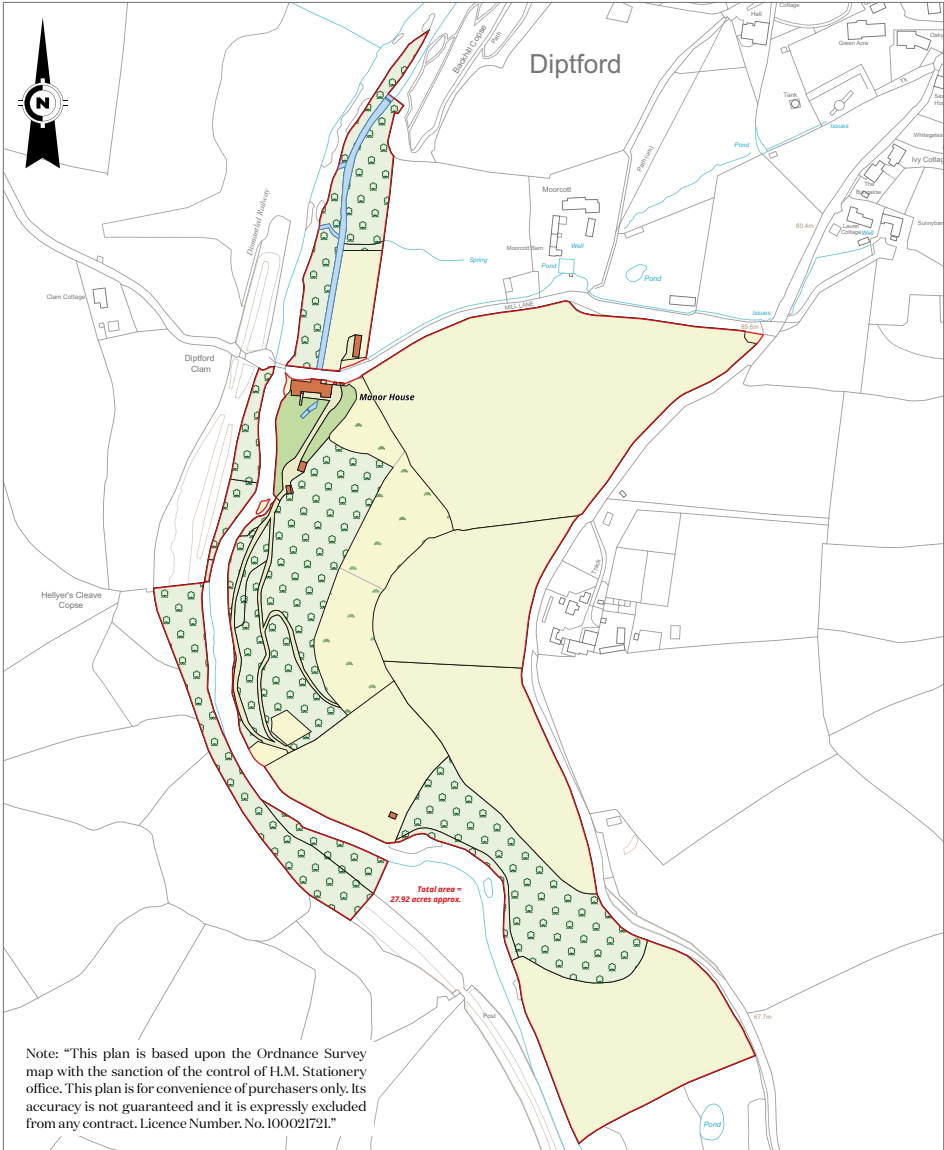 Hall
Cottage
Green Acre
Oaky
Backhill Copse
Path
Diptford
N
Tank
Tk
Issues
Whitegates
Pond
Ivy Cottag
Path (um)
The
Bungalow
Moorcott
Dismantled Railway
Laurel
Cottage
Well
Sunnyban
80.4m
Moorcott Barn
Well
Spring
Pond
Pond
Clam Cottage
MILL LANE
Issues
85.6m
Diptford
Clam
Manor House
Track
Hellyer's Cleave
Copse
Total area =
27.92 acres approx.
Post
67.7m
Note: “This plan is based upon the Ordnance Survey
map with the sanction of the control of H.M. Stationery
office. This plan is for convenience of purchasers only. Its
accuracy is not guaranteed and it is expressly excluded
from any contract. Licence Number. No. 100021721.”
Pond